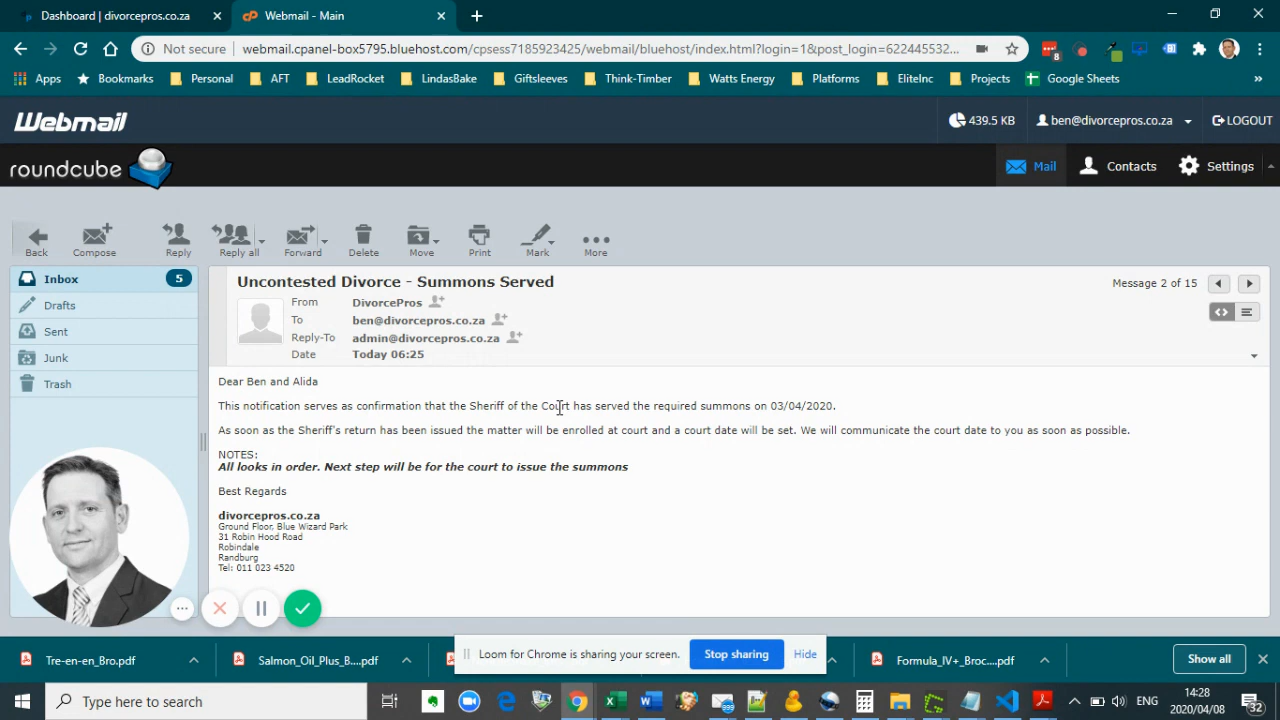 Dashboard | divorcepros.co.za
Webmail - Main
Not secure
webmail.cpanel-box5795.bluehost.com/cpsess7185923425/webmail/bluehost/index.html?login=1&post_login=622445532...
8
Apps
Bookmarks
Personal
AFT
LeadRocket
LindasBake
Giftsleeves
Think-Timber
Watts Energy
Platforms
EliteInc
Projects
Google Sheets
»
Webmail
439.5 KB
ben@divorcepros.co.za
LOGOUT
roundcube
Mail
Contacts
Settings
Back
Compose
Reply
Reply all
Forward
Delete
Move
Print
Mark
More
Inbox
5
Drafts
Sent
Junk
Trash
Uncontested Divorce - Summons Served
Message 2 of 15
From DivorcePros
To ben@divorcepros.co.za
Reply-To admin@divorcepros.co.za
Date Today 06:25
Dear Ben and Alida
This notification serves as confirmation that the Sheriff of the Court has served the required summons on 03/04/2020.
As soon as the Sheriff's return has been issued the matter will be enrolled at court and a court date will be set. We will communicate the court date to you as soon as possible.
NOTES:
All looks in order. Next step will be for the court to issue the summons
Best Regards
divorcepros.co.za
Ground Floor, Blue Wizard Park
31 Robin Hood Road
Robindale
Randburg
Tel: 011 023 4520
Tre-en-en_Bro.pdf
Salmon_Oil_Plus_B....pdf
Loom for Chrome is sharing your screen.
Stop sharing
Hide
Formula_IV+_Broc....pdf
Show all
Type here to search
ENG
14:28
2020/04/08
32